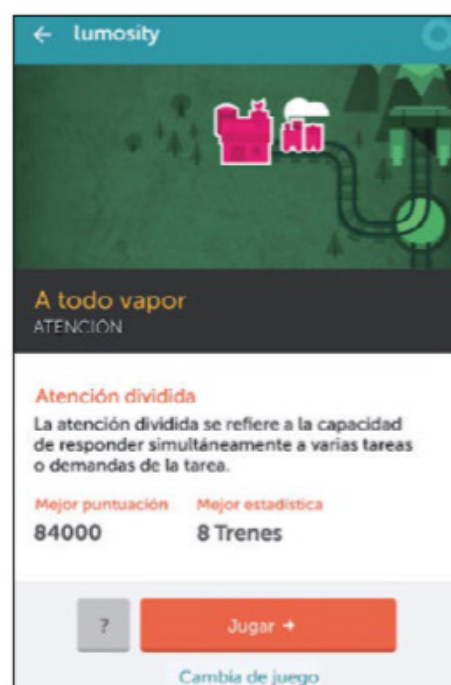 ← lumosity
A todo vapor
ATENCIÓN
Atención dividida
La atención dividida se refiere a la capacidad
de responder simultáneamente a varias tareas
o demandas de la tarea.
Mejor puntuación Mejor estadística
84000 8 Trenes
? Jugar →
Cambia de juego